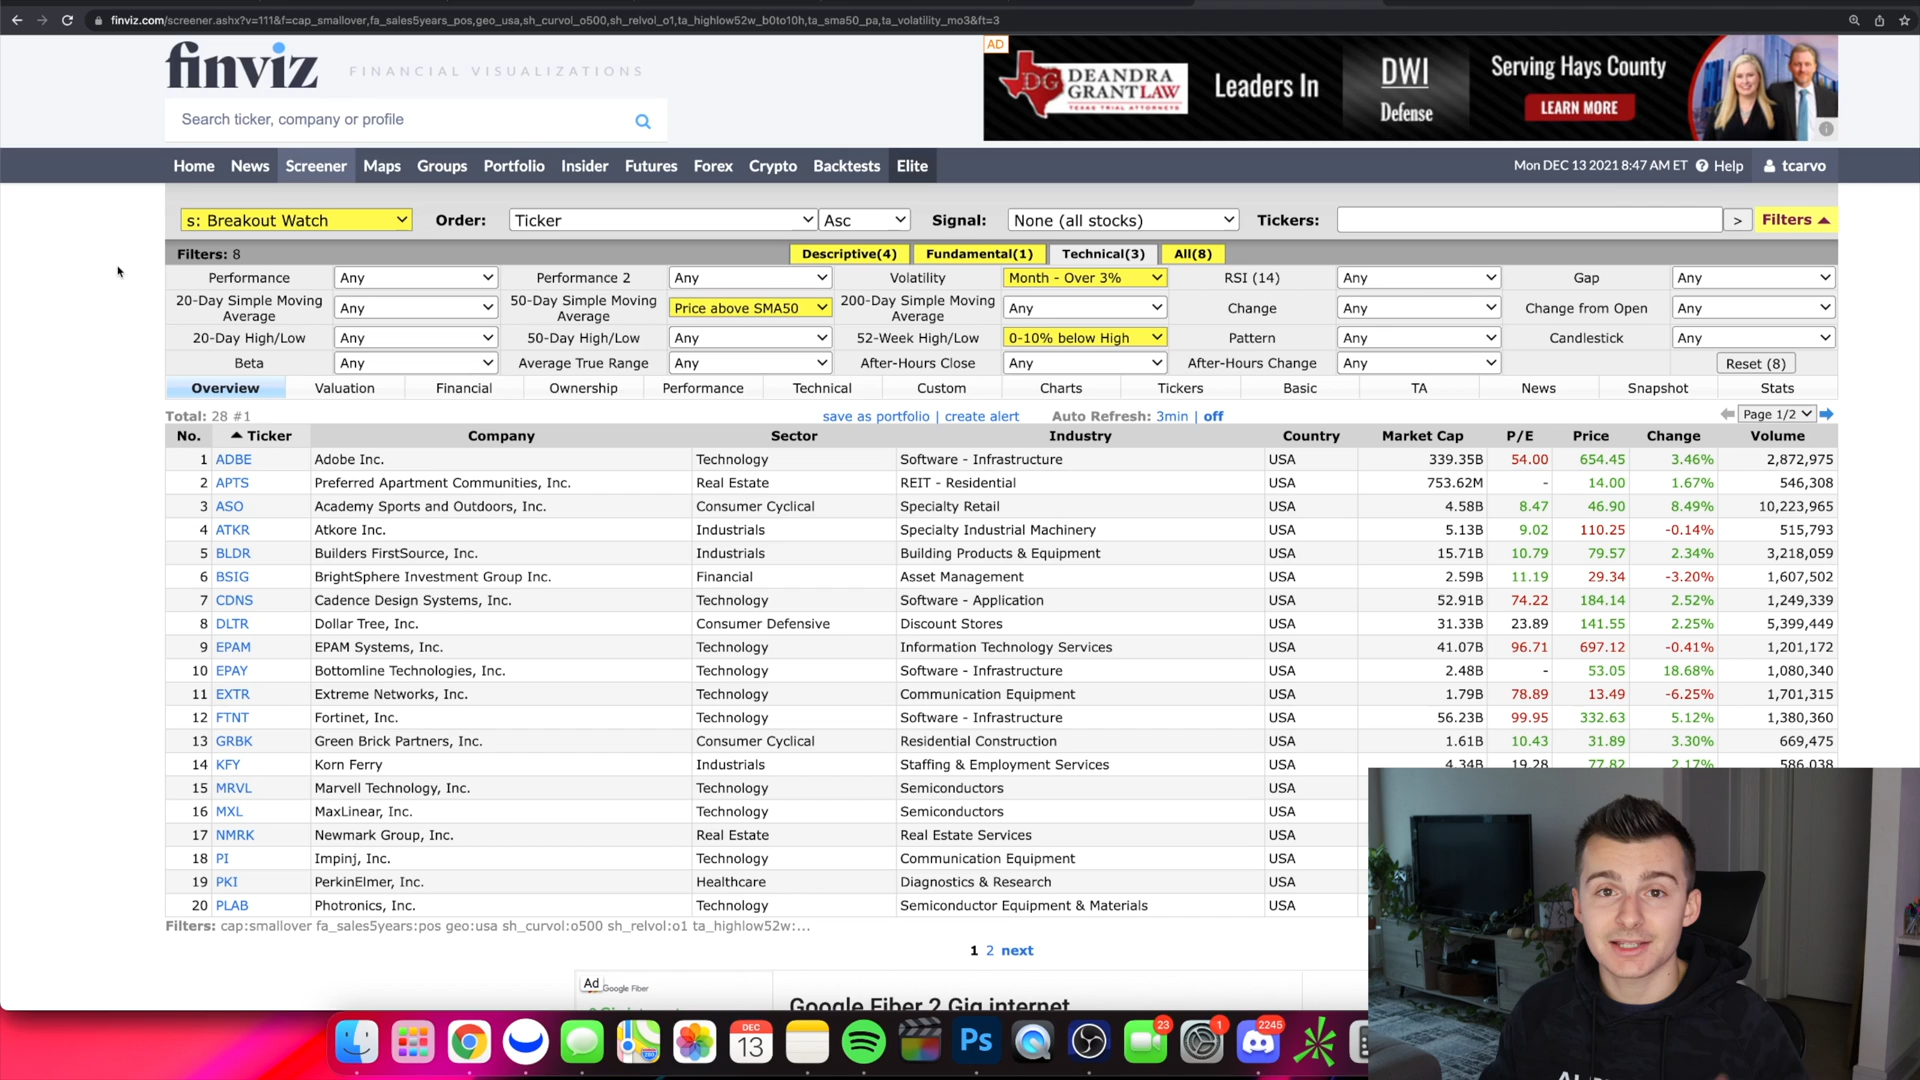 finviz.com/screener.ashx?v=111&f=cap_smallover,fa_sales5years_pos,geo_usa,sh_curvol_o500,sh_relvol_o1,ta_highlow52w_b0to10h,ta_sma50_pa,ta_volatility_mo3&ft=3
finviz FINANCIAL VISUALIZATIONS
AD
DG DEANDRA GRANTLAW
TEXAS TRIAL ATTORNEYS
Leaders In
DWI Defense
Serving Hays County
LEARN MORE
Search ticker, company or profile
Home News Screener Maps Groups Portfolio Insider Futures Forex Crypto Backtests Elite Mon DEC 13 2021 8:47 AM ET Help tcarvo
s: Breakout Watch Order: Ticker Asc Signal: None (all stocks) Tickers: > Filters
Filters: 8 Descriptive(4) Fundamental(1) Technical(3) All(8)
Performance Any Performance 2 Any Volatility Month - Over 3% RSI (14) Any Gap Any
20-Day Simple Moving Average Any 50-Day Simple Moving Average Price above SMA50 200-Day Simple Moving Average Any Change Any Change from Open Any
20-Day High/Low Any 50-Day High/Low Any 52-Week High/Low 0-10% below High Pattern Any Candlestick Any
Beta Any Average True Range Any After-Hours Close Any After-Hours Change Any Reset (8)
Overview Valuation Financial Ownership Performance Technical Custom Charts Tickers Basic TA News Snapshot Stats
Total: 28 #1 save as portfolio | create alert Auto Refresh: 3min | off Page 1/2
No. Ticker Company Sector Industry Country Market Cap P/E Price Change Volume
1 ADBE Adobe Inc. Technology Software - Infrastructure USA 339.35B 54.00 654.45 3.46% 2,872,975
2 APTS Preferred Apartment Communities, Inc. Real Estate REIT - Residential USA 753.62M - 14.00 1.67% 546,308
3 ASO Academy Sports and Outdoors, Inc. Consumer Cyclical Specialty Retail USA 4.58B 8.47 46.90 8.49% 10,223,965
4 ATKR Atkore Inc. Industrials Specialty Industrial Machinery USA 5.13B 9.02 110.25 -0.14% 515,793
5 BLDR Builders FirstSource, Inc. Industrials Building Products & Equipment USA 15.71B 10.79 79.57 2.34% 3,218,059
6 BSIG BrightSphere Investment Group Inc. Financial Asset Management USA 2.59B 11.19 29.34 -3.20% 1,607,502
7 CDNS Cadence Design Systems, Inc. Technology Software - Application USA 52.91B 74.22 184.14 2.52% 1,249,339
8 DLTR Dollar Tree, Inc. Consumer Defensive Discount Stores USA 31.33B 23.89 141.55 2.25% 5,399,449
9 EPAM EPAM Systems, Inc. Technology Information Technology Services USA 41.07B 96.71 697.12 -0.41% 1,201,172
10 EPAY Bottomline Technologies, Inc. Technology Software - Infrastructure USA 2.48B - 53.05 18.68% 1,080,340
11 EXTR Extreme Networks, Inc. Technology Communication Equipment USA 1.79B 78.89 13.49 -6.25% 1,701,315
12 FTNT Fortinet, Inc. Technology Software - Infrastructure USA 56.23B 99.95 332.63 5.12% 1,380,360
13 GRBK Green Brick Partners, Inc. Consumer Cyclical Residential Construction USA 1.61B 10.43 31.89 3.30% 669,475
14 KFY Korn Ferry Industrials Staffing & Employment Services USA 4.34B 19.28 77.82 2.17% 586,038
15 MRVL Marvell Technology, Inc. Technology Semiconductors USA
16 MXL MaxLinear, Inc. Technology Semiconductors USA
17 NMRK Newmark Group, Inc. Real Estate Real Estate Services USA
18 PI Impinj, Inc. Technology Communication Equipment USA
19 PKI PerkinElmer, Inc. Healthcare Diagnostics & Research USA
20 PLAB Photronics, Inc. Technology Semiconductor Equipment & Materials USA
Filters: cap:smallover fa_sales5years:pos geo:usa sh_curvol:o500 sh_relvol:o1 ta_highlow52w:...
1 2 next
Ad
Google Fiber
Google Fiber 2 Gig internet
DEC 13
Ps
23
1
2245